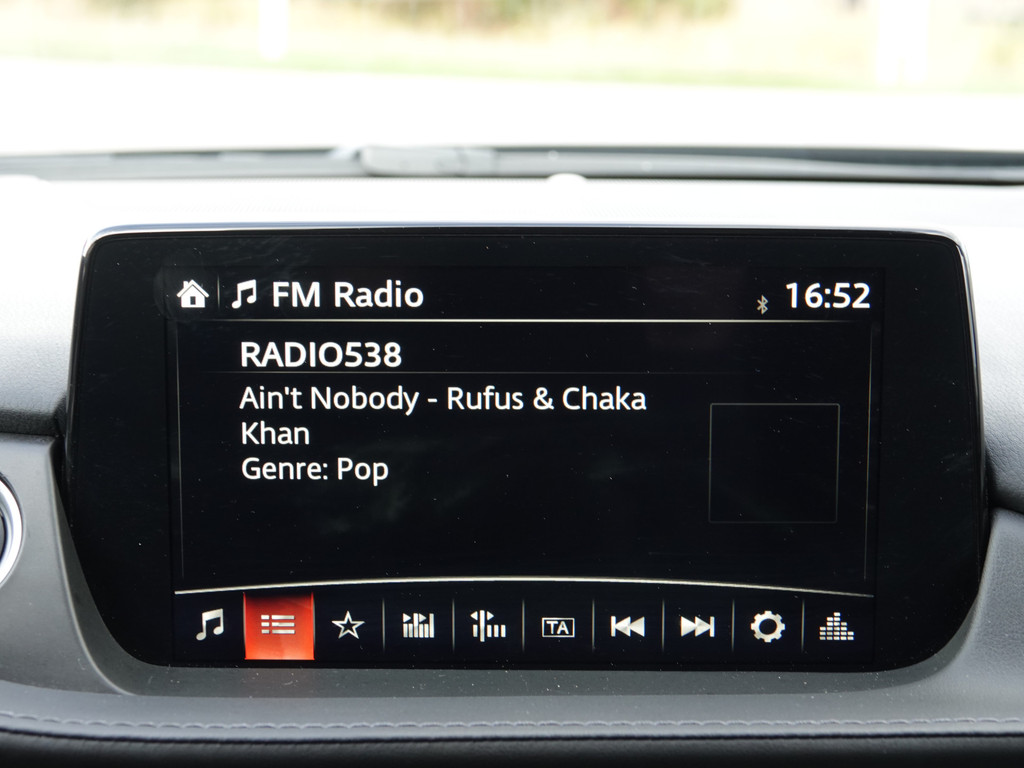 FM Radio 16:52
RADIO538
Ain't Nobody - Rufus & Chaka
Khan
Genre: Pop
TA